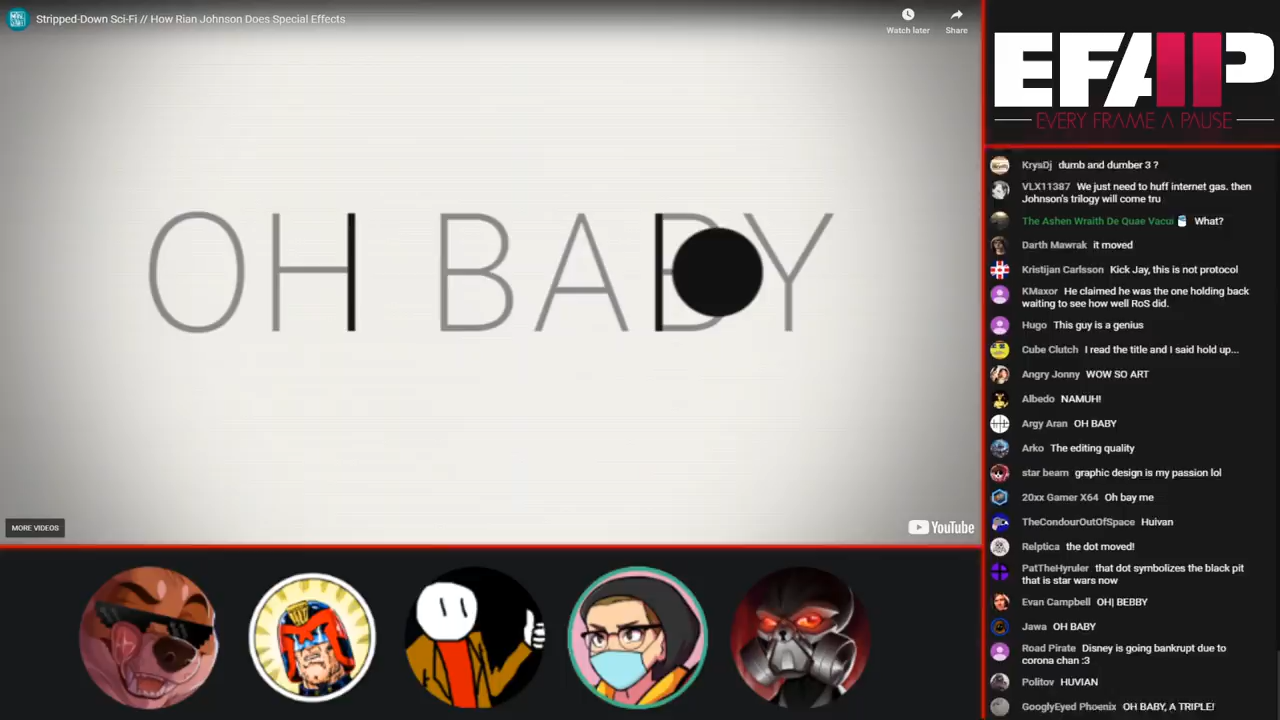 Stripped-Down Sci-Fi // How Rian Johnson Does Special Effects
Watch later
Share
OH BABY
MORE VIDEOS
YouTube
EFAP
EVERY FRAME A PAUSE
KrysDj dumb and dumber 3 ?
VLX11387 We just need to huff internet gas. then
Johnson's trilogy will come tru
The Ashen Wraith De Quae Vacui What?
Darth Mawrak it moved
Kristijan Carlsson Kick Jay, this is not protocol
KMaxor He claimed he was the one holding back
waiting to see how well RoS did.
Hugo This guy is a genius
Cube Clutch I read the title and I said hold up...
Angry Jonny WOW SO ART
Albedo NAMUH!
Argy Aran OH BABY
Arko The editing quality
star beam graphic design is my passion lol
20xx Gamer X64 Oh bay me
TheCondourOutOfSpace Huivan
Relptica the dot moved!
PatTheHyruler that dot symbolizes the black pit
that is star wars now
Evan Campbell OH| BEBBY
Jawa OH BABY
Road Pirate Disney is going bankrupt due to
corona chan :3
Politov HUVIAN
GooglyEyed Phoenix OH BABY, A TRIPLE!